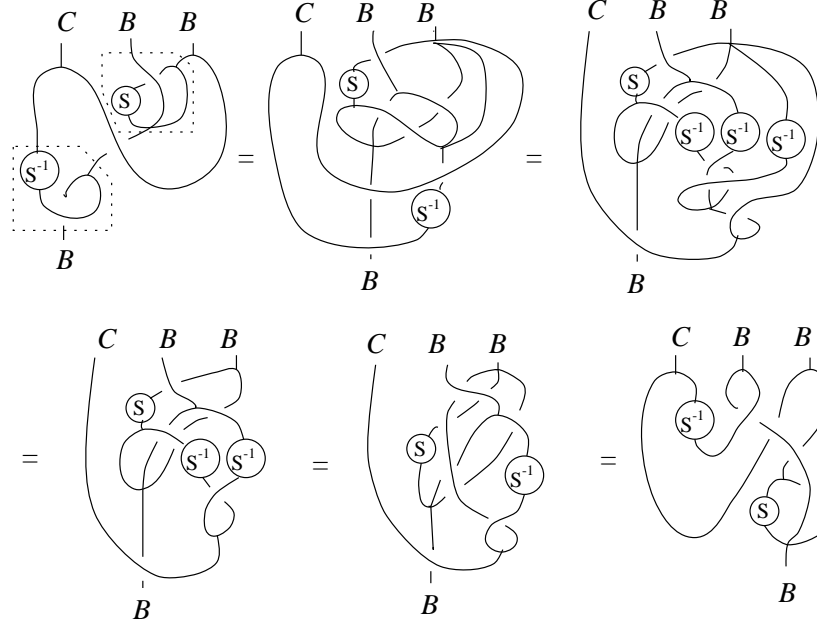 C B B C B B C B B
S S S
S⁻¹ = = S⁻¹ S⁻¹ S⁻¹
S⁻¹
B B B
C B B C B B C B B
S S S⁻¹
= S⁻¹ S⁻¹ = S⁻¹ = S
B B B